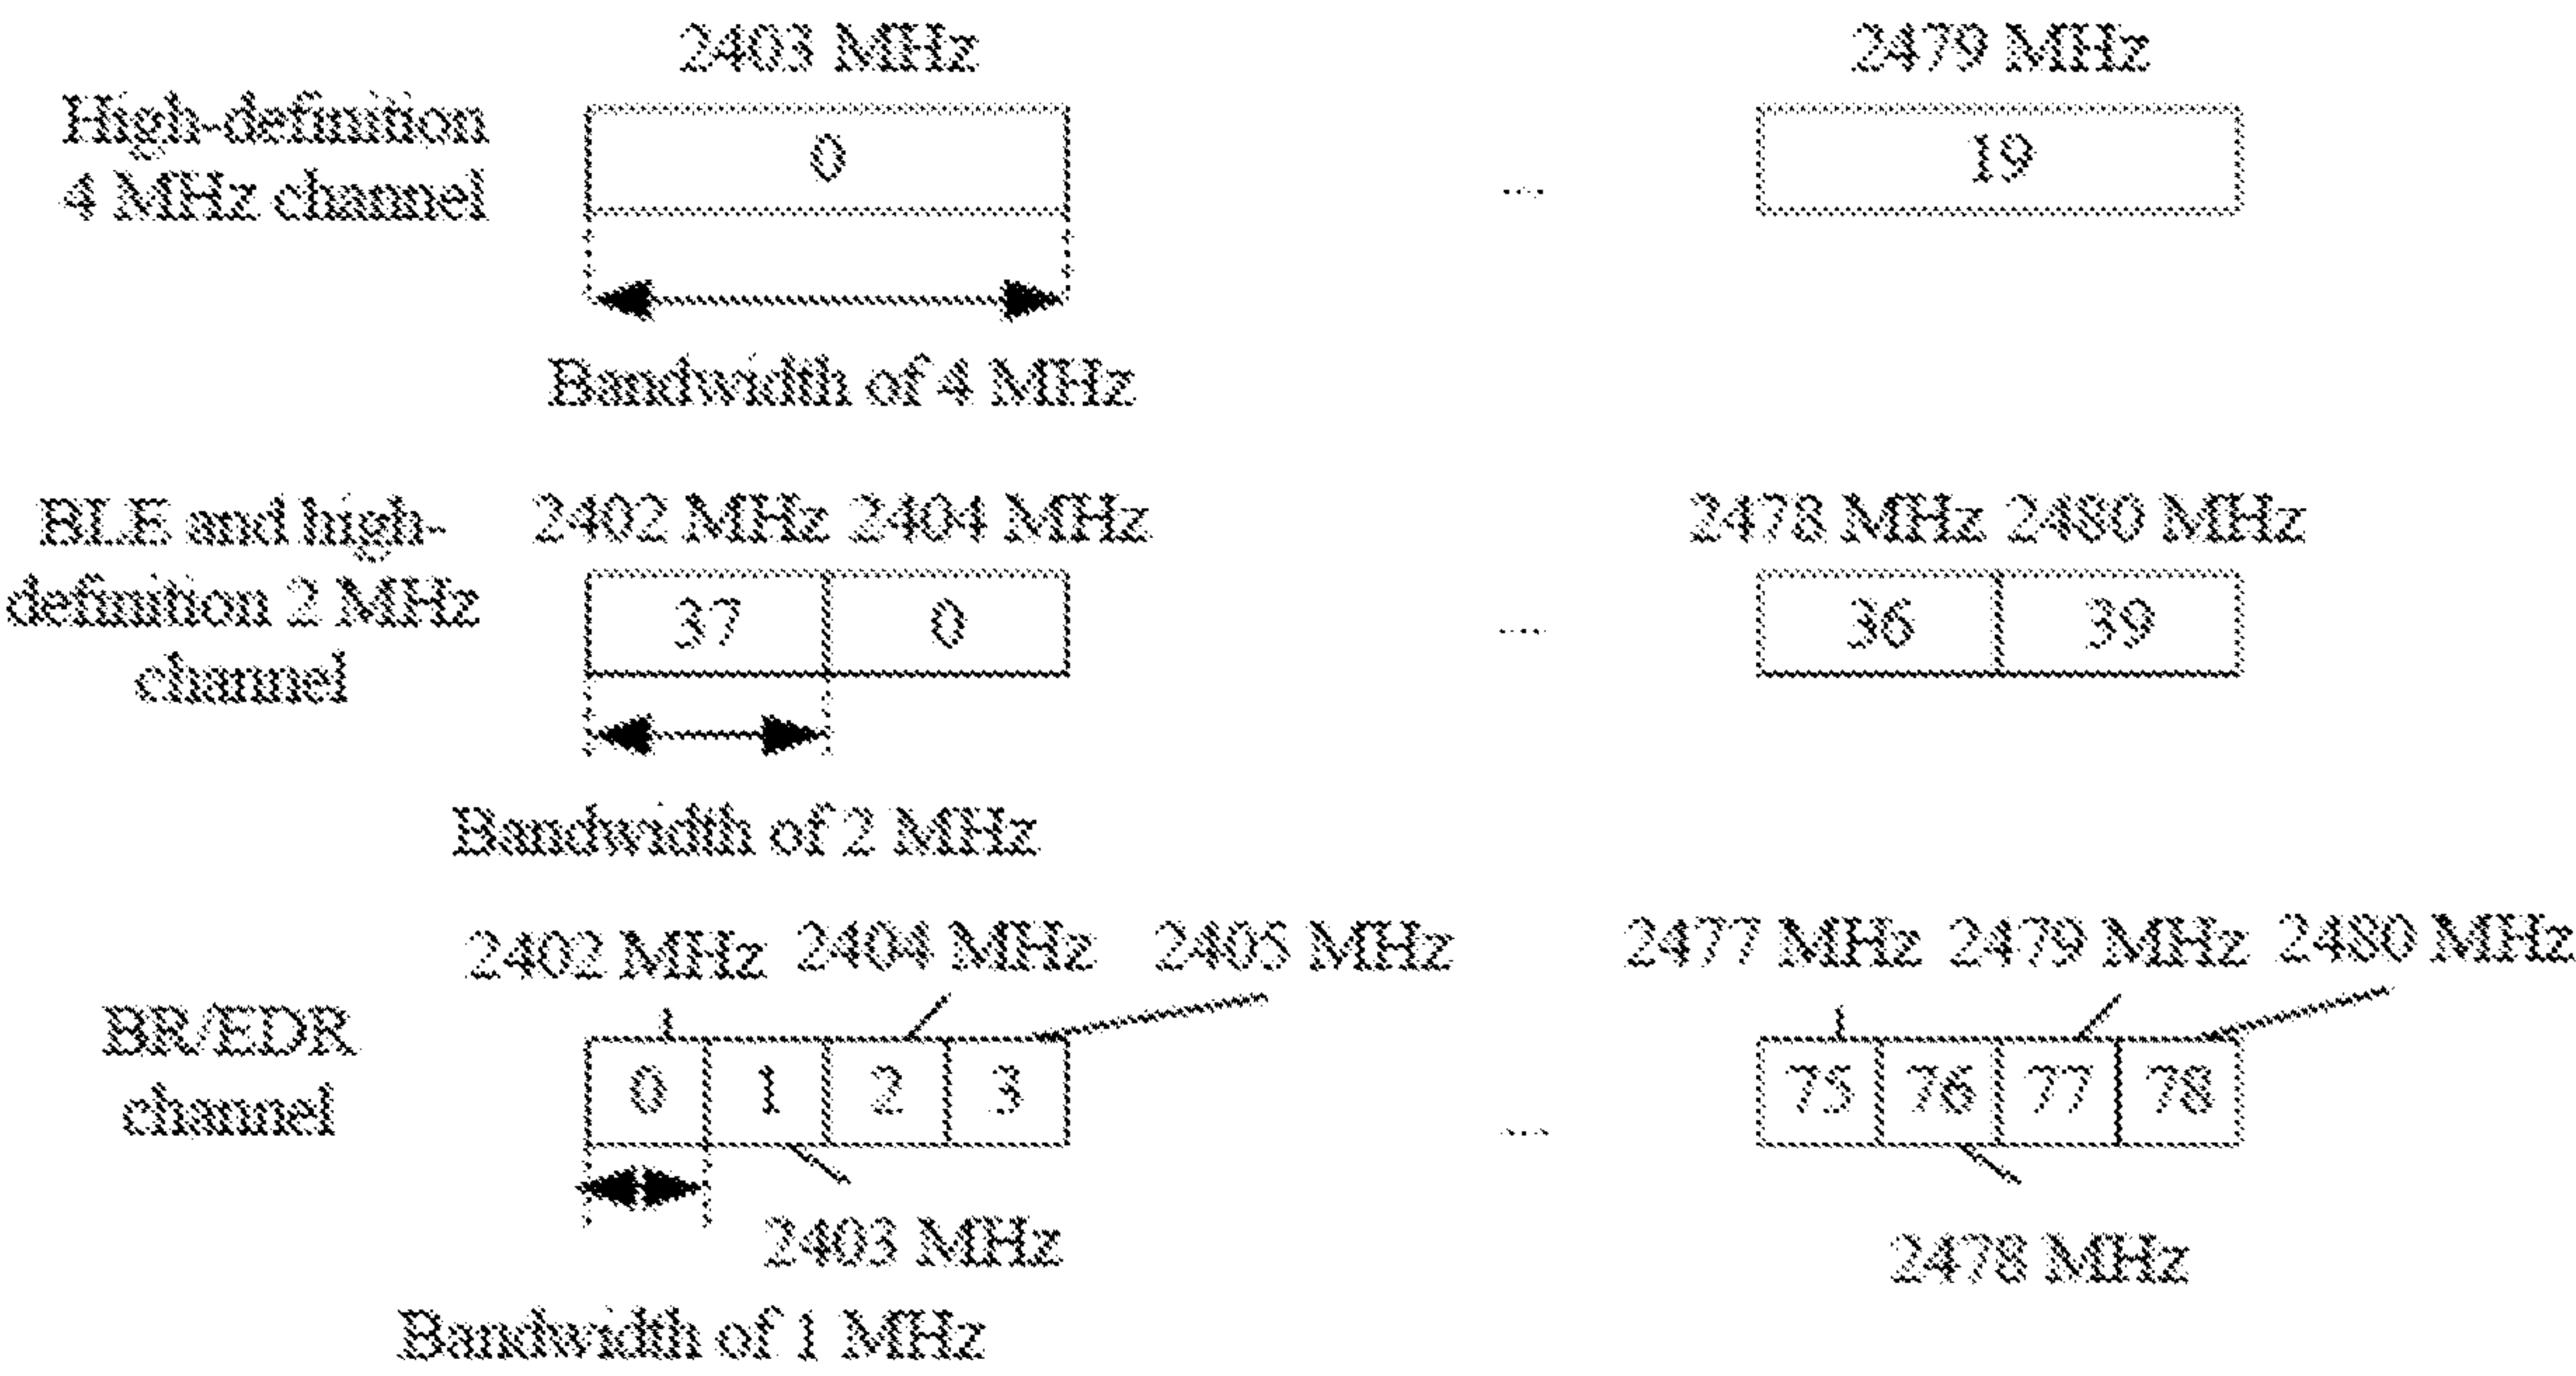 2403 MHz 2479 MHz
High-definition
4 MHz channel
0 ... 19
Bandwidth of 4 MHz
BLE and high-
definition 2 MHz
channel
2402 MHz 2404 MHz 2478 MHz 2480 MHz
37 0 ... 36 39
Bandwidth of 2 MHz
2402 MHz 2404 MHz 2405 MHz 2477 MHz 2479 MHz 2480 MHz
BR/EDR
channel
0 1 2 3 ... 75 76 77 78
2403 MHz 2478 MHz
Bandwidth of 1 MHz